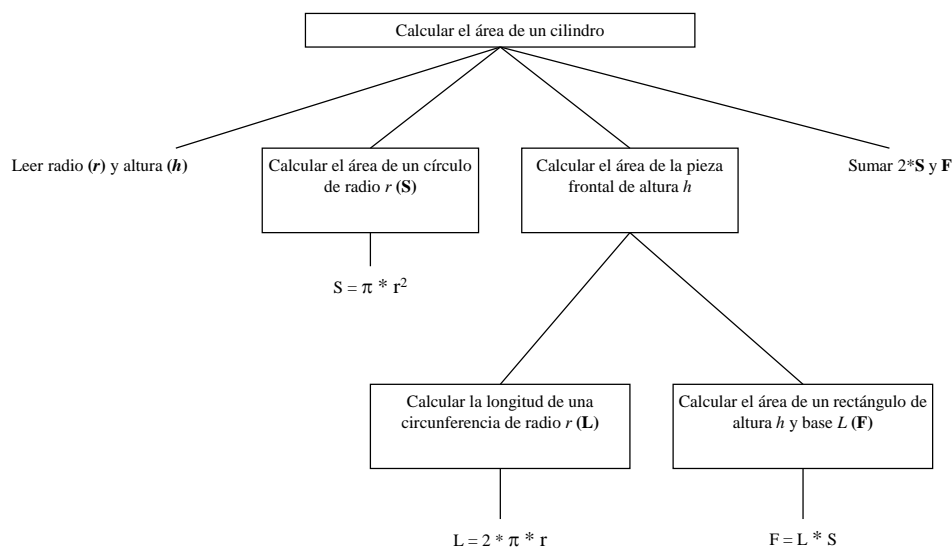 Calcular el área de un cilindro
Leer radio (r) y altura (h)
Calcular el área de un círculo
de radio r (S)
Calcular el área de la pieza
frontal de altura h
Sumar 2*S y F
S = π * r²
Calcular la longitud de una
circunferencia de radio r (L)
Calcular el área de un rectángulo de
altura h y base L (F)
L = 2 * π * r
F = L * S